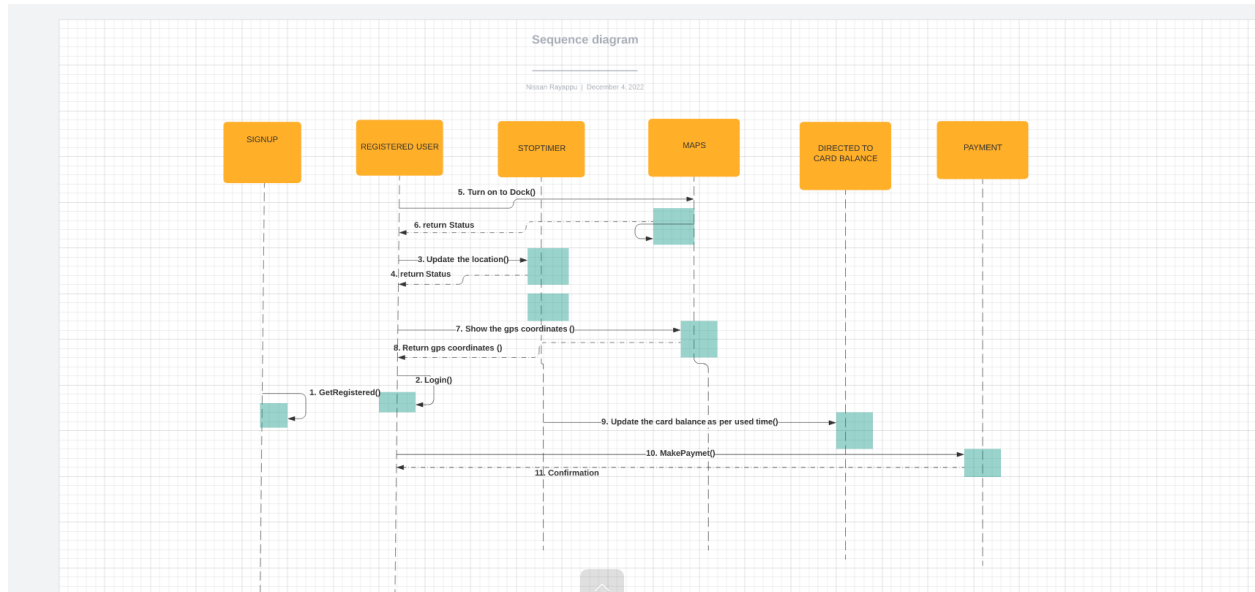 Sequence diagram
Nissan Rayappu | December 4, 2022
SIGNUP
REGISTERED USER
STOPTIMER
MAPS
DIRECTED TO
CARD BALANCE
PAYMENT
5. Turn on to Dock()
6. return Status
3. Update the location()
4. return Status
7. Show the gps coordinates ()
8. Return gps coordinates ()
2. Login()
1. GetRegistered()
9. Update the card balance as per used time()
10. MakePaymet()
11. Confirmation